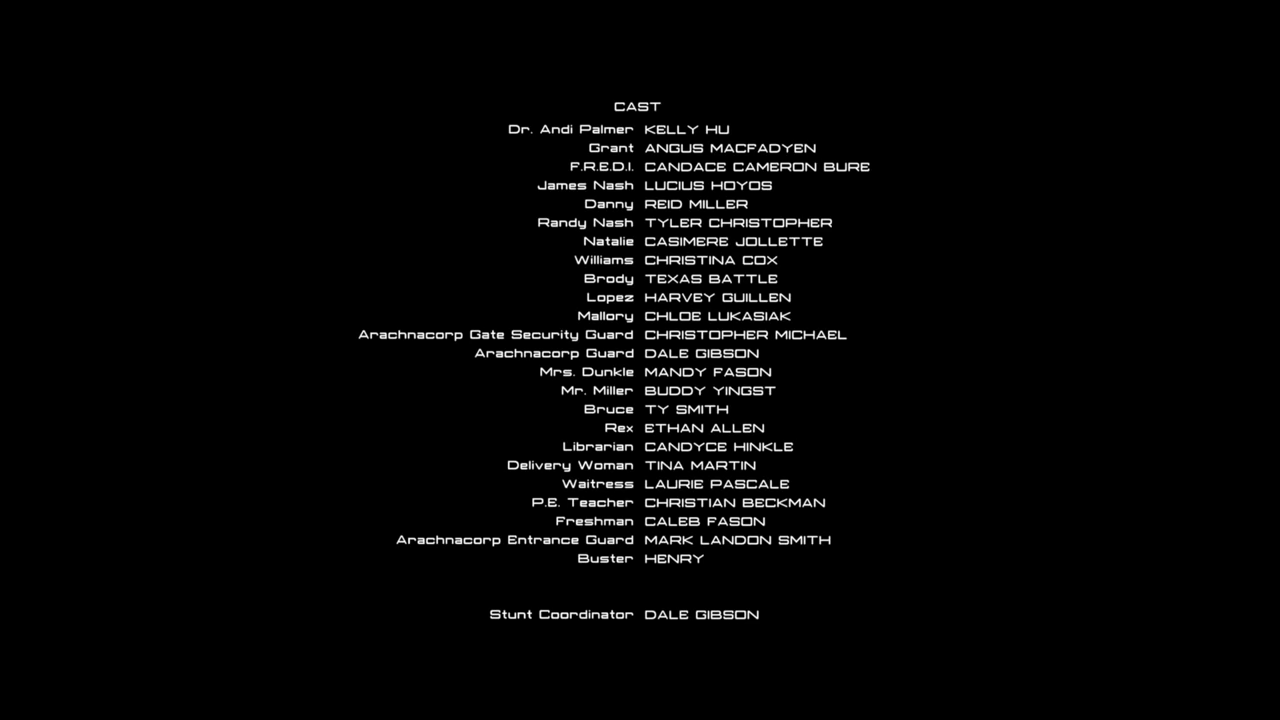 CAST
Dr. Andi Palmer KELLY HU
Grant ANGUS MACFADYEN
F.R.E.D.I. CANDACE CAMERON BURE
James Nash LUCIUS HOYOS
Danny REID MILLER
Randy Nash TYLER CHRISTOPHER
Natalie CASIMERE JOLLETTE
Williams CHRISTINA COX
Brody TEXAS BATTLE
Lopez HARVEY GUILLEN
Mallory CHLOE LUKASIAK
Arachnacorp Gate Security Guard CHRISTOPHER MICHAEL
Arachnacorp Guard DALE GIBSON
Mrs. Dunkle MANDY FASON
Mr. Miller BUDDY YINGST
Bruce TY SMITH
Rex ETHAN ALLEN
Librarian CANDYCE HINKLE
Delivery Woman TINA MARTIN
Waitress LAURIE PASCALE
P.E. Teacher CHRISTIAN BECKMAN
Freshman CALEB FASON
Arachnacorp Entrance Guard MARK LANDON SMITH
Buster HENRY
Stunt Coordinator DALE GIBSON